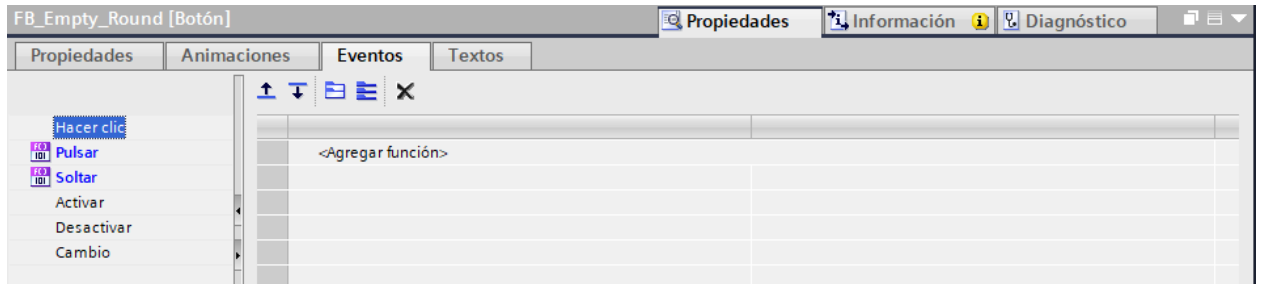 FB_Empty_Round [Botón] Propiedades Información Diagnóstico
Propiedades Animaciones Eventos Textos
Hacer clic
Pulsar <Agregar función>
Soltar
Activar
Desactivar
Cambio